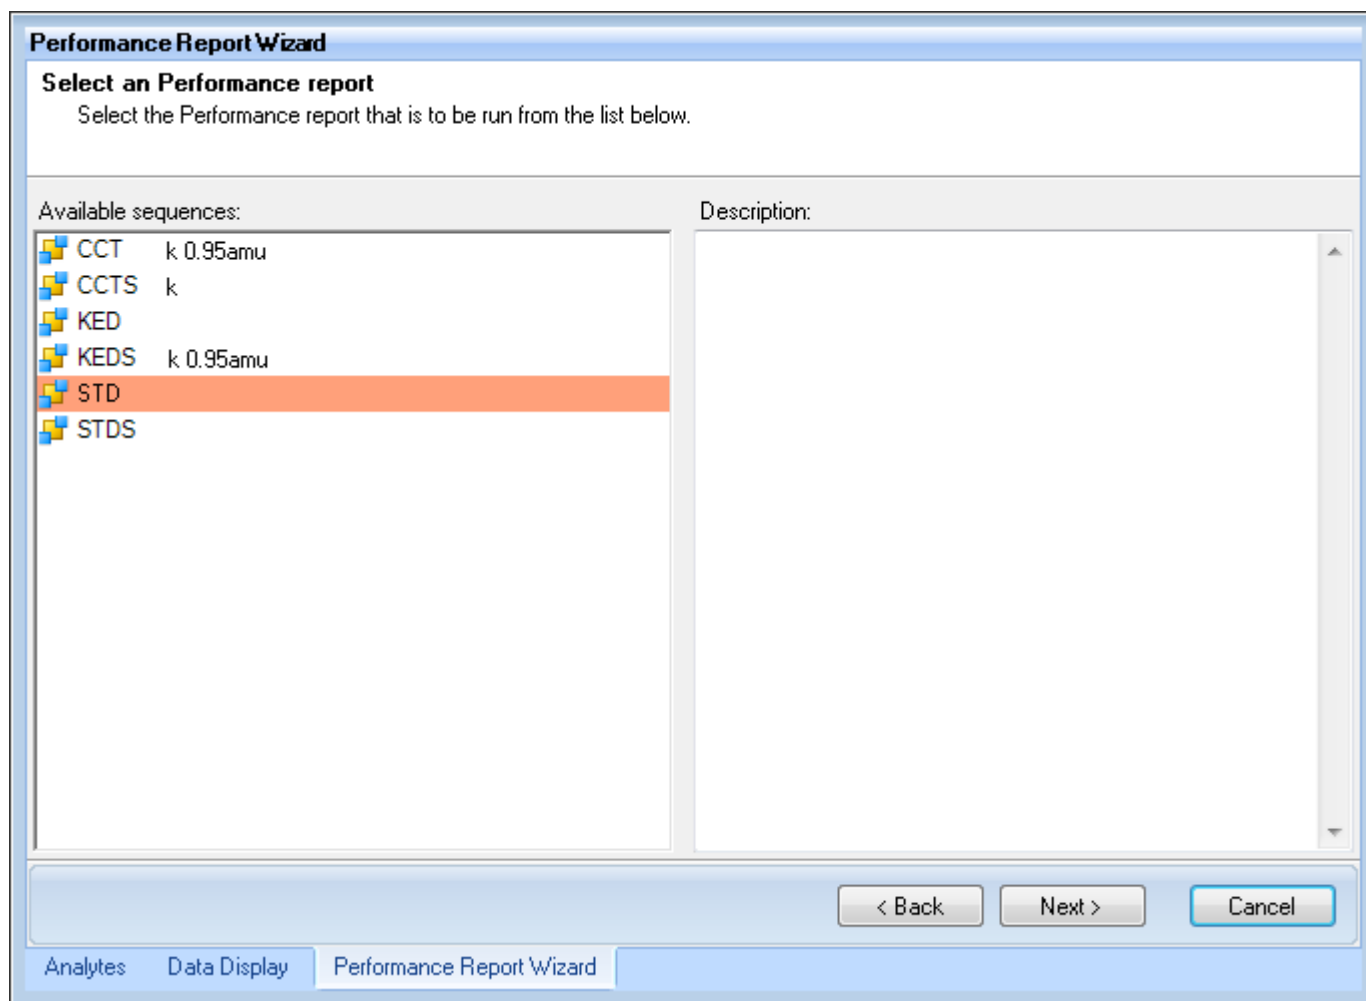 Performance Report Wizard
Select an Performance report
Select the Performance report that is to be run from the list below.
Available sequences:
Description:
CCT k 0.95amu
CCTS k
KED
KEDS k 0.95amu
STD
STDS
< Back Next > Cancel
Analytes Data Display Performance Report Wizard